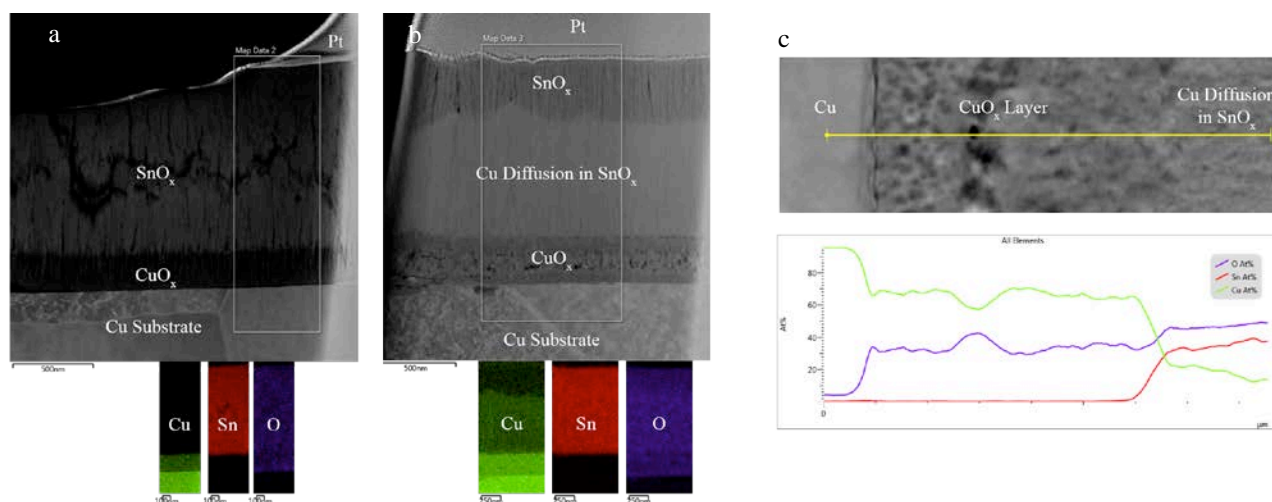 a
Map Data 2
Pt
SnOx
CuOx
Cu Substrate
500nm
Cu
Sn
O
b
Map Data 3
Pt
SnOx
Cu Diffusion in SnOx
CuOx
Cu Substrate
500nm
Cu
Sn
O
c
Cu
CuOx Layer
Cu Diffusion
in SnOx
All Elements
O At%
Sn At%
Cu At%
At%
80
60
40
20
0
µm